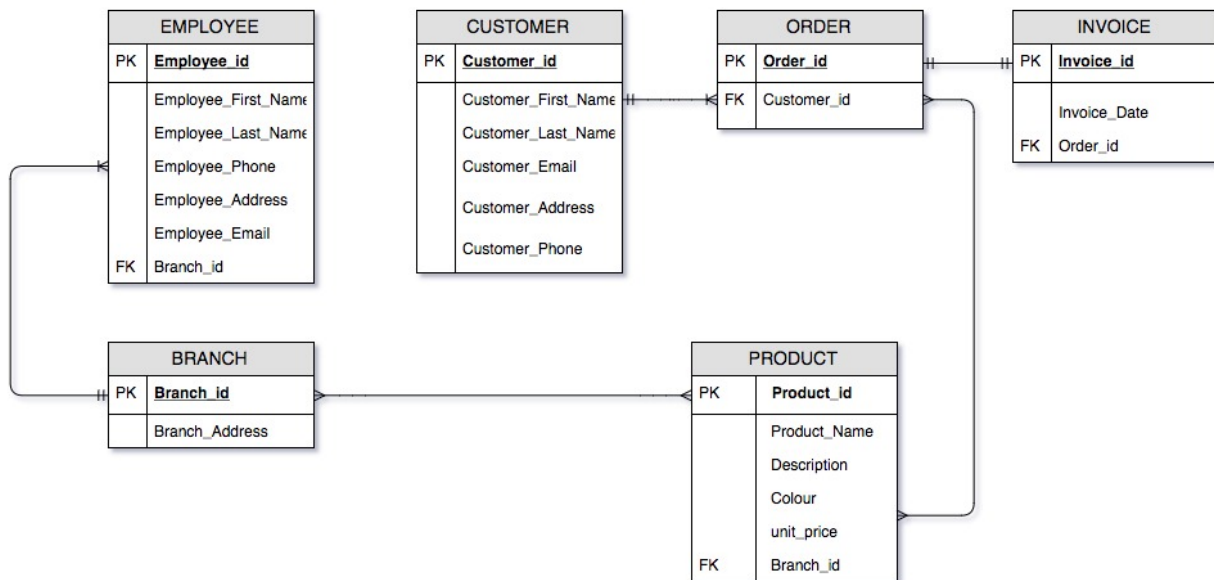 EMPLOYEE
PK Employee_id
Employee_First_Name
Employee_Last_Name
Employee_Phone
Employee_Address
Employee_Email
FK Branch_id
CUSTOMER
PK Customer_id
Customer_First_Name
Customer_Last_Name
Customer_Email
Customer_Address
Customer_Phone
ORDER
PK Order_id
FK Customer_id
INVOICE
PK Invoice_id
Invoice_Date
FK Order_id
BRANCH
PK Branch_id
Branch_Address
PRODUCT
PK Product_id
Product_Name
Description
Colour
unit_price
FK Branch_id